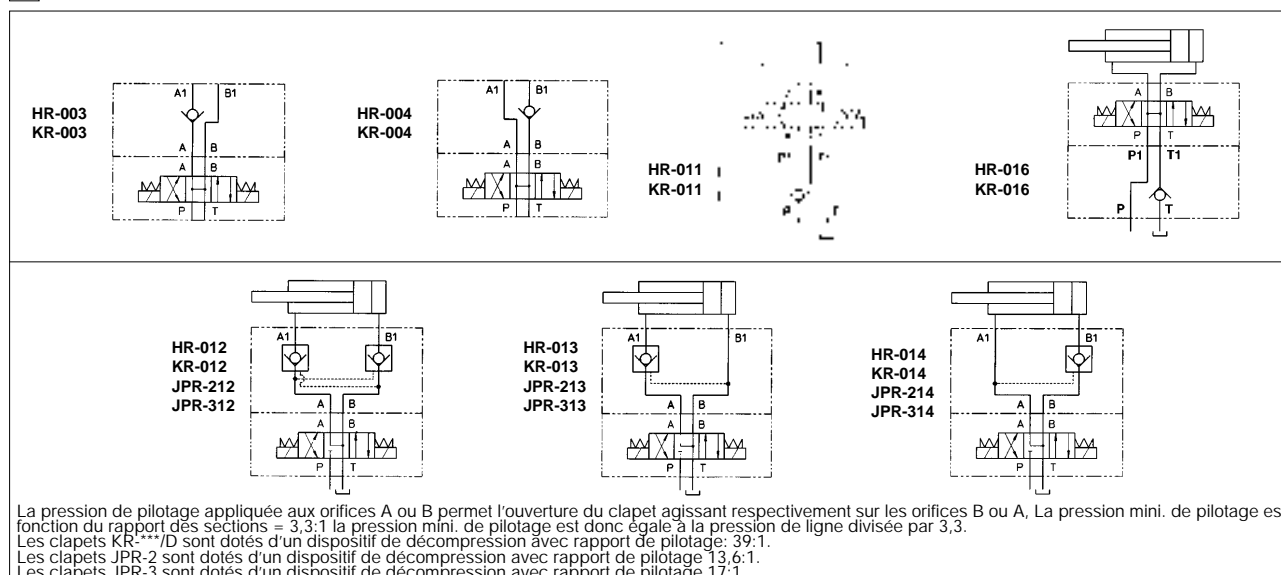 HR-003
KR-003
A1 B1
A B
A B
P T
HR-004
KR-004
A1 B1
A B
A B
P T
HR-011
KR-011
HR-016
KR-016
A B
P T
P1 T1
P T
HR-012
KR-012
JPR-212
JPR-312
A1 B1
A B
A B
P T
HR-013
KR-013
JPR-213
JPR-313
A1 B1
A B
A B
P T
HR-014
KR-014
JPR-214
JPR-314
A1 B1
A B
A B
P T
La pression de pilotage appliquée aux orifices A ou B permet l'ouverture du clapet agissant respectivement sur les orifices B ou A, La pression mini. de pilotage es
fonction du rapport des sections = 3,3:1 la pression mini. de pilotage est donc égale à la pression de ligne divisée par 3,3.
Les clapets KR-***/D sont dotés d'un dispositif de décompression avec rapport de pilotage: 39:1.
Les clapets JPR-2 sont dotés d'un dispositif de décompression avec rapport de pilotage 13,6:1.
Les clapets JPR-3 sont dotés d'un dispositif de décompression avec rapport de pilotage 17:1